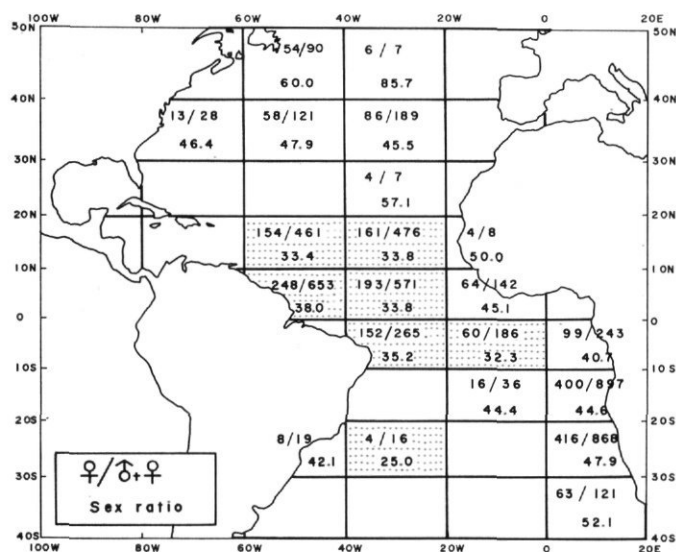 100W 80W 60W 40W 20W 0 20E
50N 50N
54/90 6 / 7
60.0 85.7
40N 40N
13/28 58/121 86/189
46.4 47.9 45.5
30N 30N
4 / 7
57.1
20N 20N
154/461 161/476 4/8
33.4 33.8 50.0
10N 10N
248/653 193/571 64/142
38.0 33.8 45.1
0 0
152/265 60/186 99/243
35.2 32.3 40.7
10S 10S
16/36 400/897
44.4 44.6
20S 20S
8/19 4/16 416/868
42.1 25.0 47.9
♀/♂+♀
Sex ratio
30S 30S
63 / 121
52.1
40S 40S
100W 80W 60W 40W 20W 0 20E